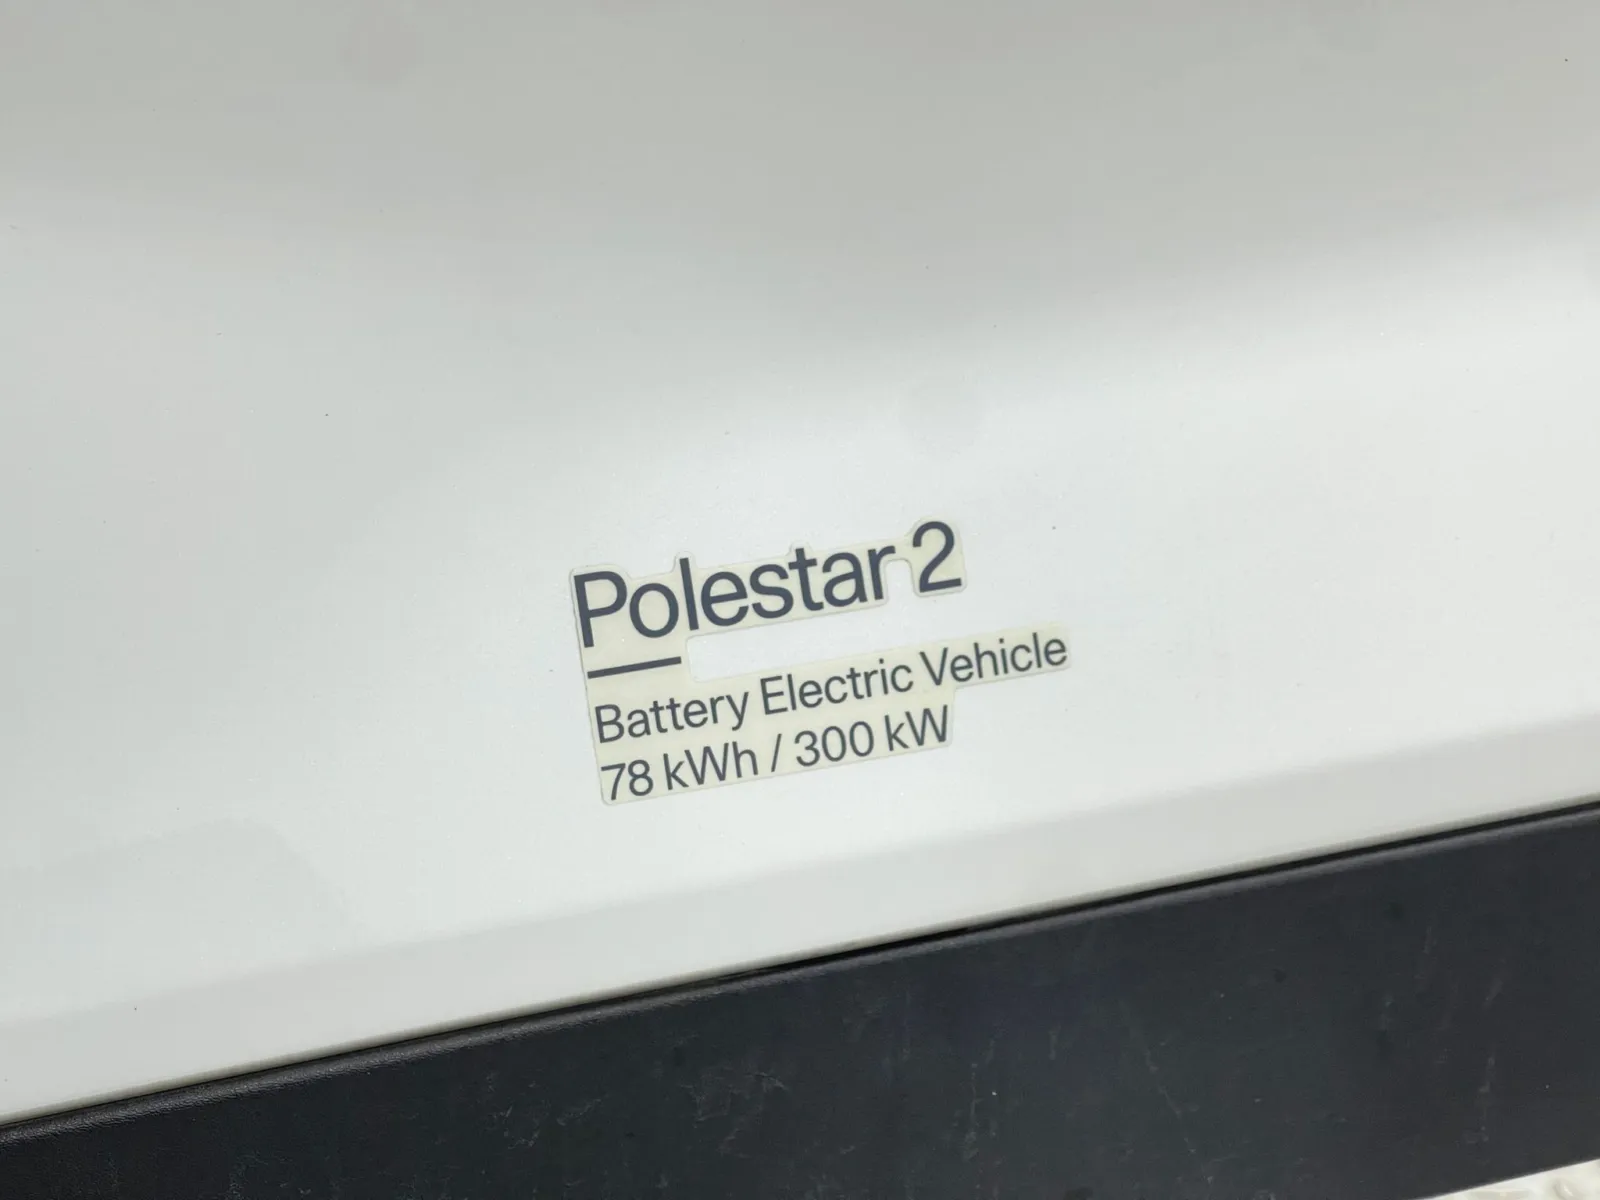 Polestar 2
Battery Electric Vehicle
78 kWh / 300 kW